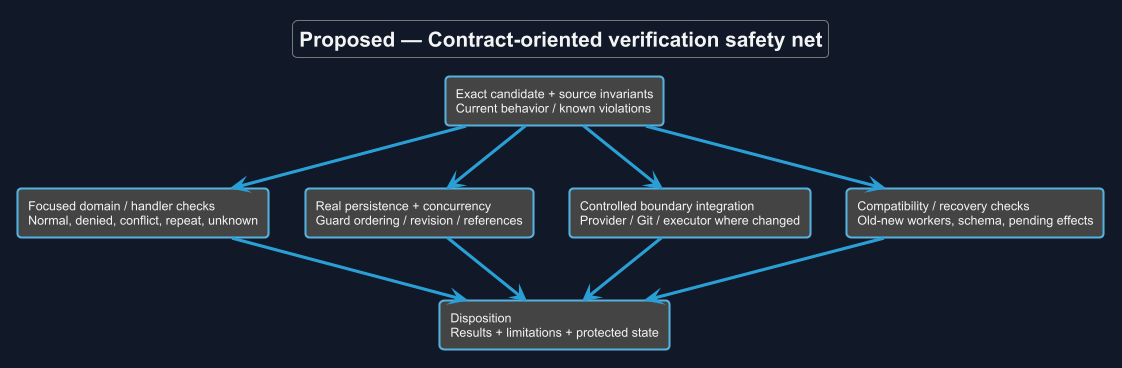 Proposed — Contract-oriented verification safety net
Exact candidate + source invariants
Current behavior / known violations
Focused domain / handler checks
Normal, denied, conflict, repeat, unknown
Real persistence + concurrency
Guard ordering / revision / references
Controlled boundary integration
Provider / Git / executor where changed
Compatibility / recovery checks
Old-new workers, schema, pending effects
Disposition
Results + limitations + protected state